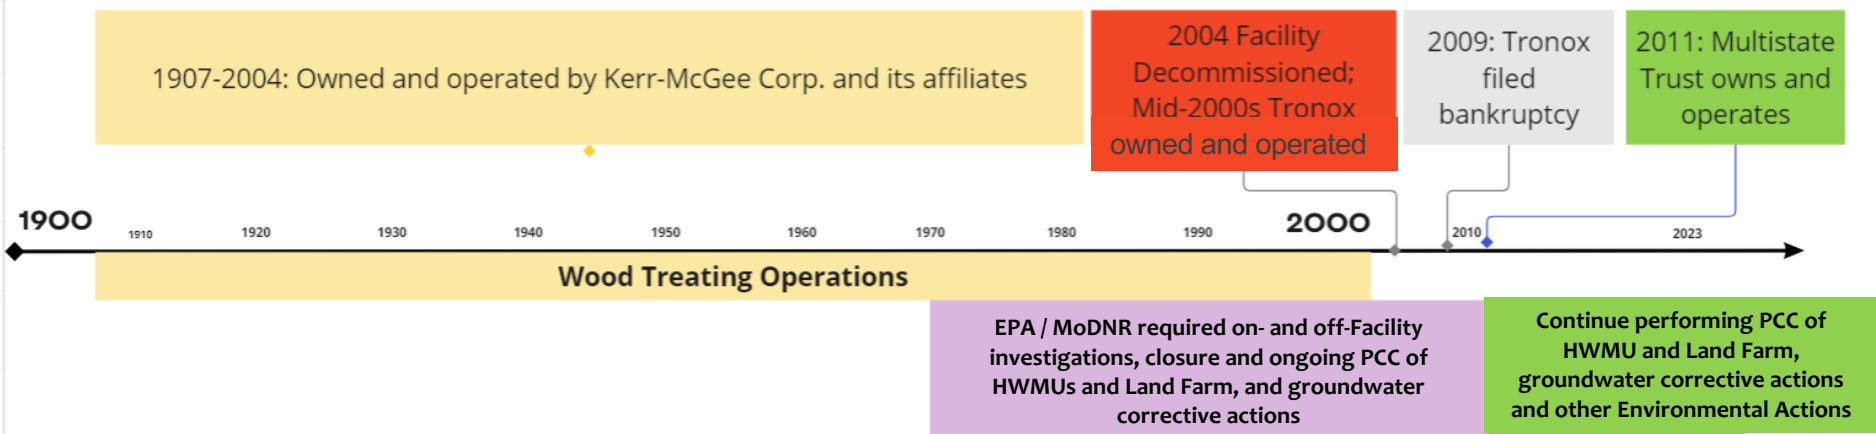 1907-2004: Owned and operated by Kerr-McGee Corp. and its affiliates
2004 Facility
Decommissioned;
Mid-2000s Tronox
owned and operated
2009: Tronox
filed
bankruptcy
2011: Multistate
Trust owns and
operates
1900
1910
1920
1930
1940
1950
1960
1970
1980
1990
2000
2010
2023
Wood Treating Operations
EPA / MoDNR required on- and off-Facility
investigations, closure and ongoing PCC of
HWMUs and Land Farm, and groundwater
corrective actions
Continue performing PCC of
HWMU and Land Farm,
groundwater corrective actions
and other Environmental Actions